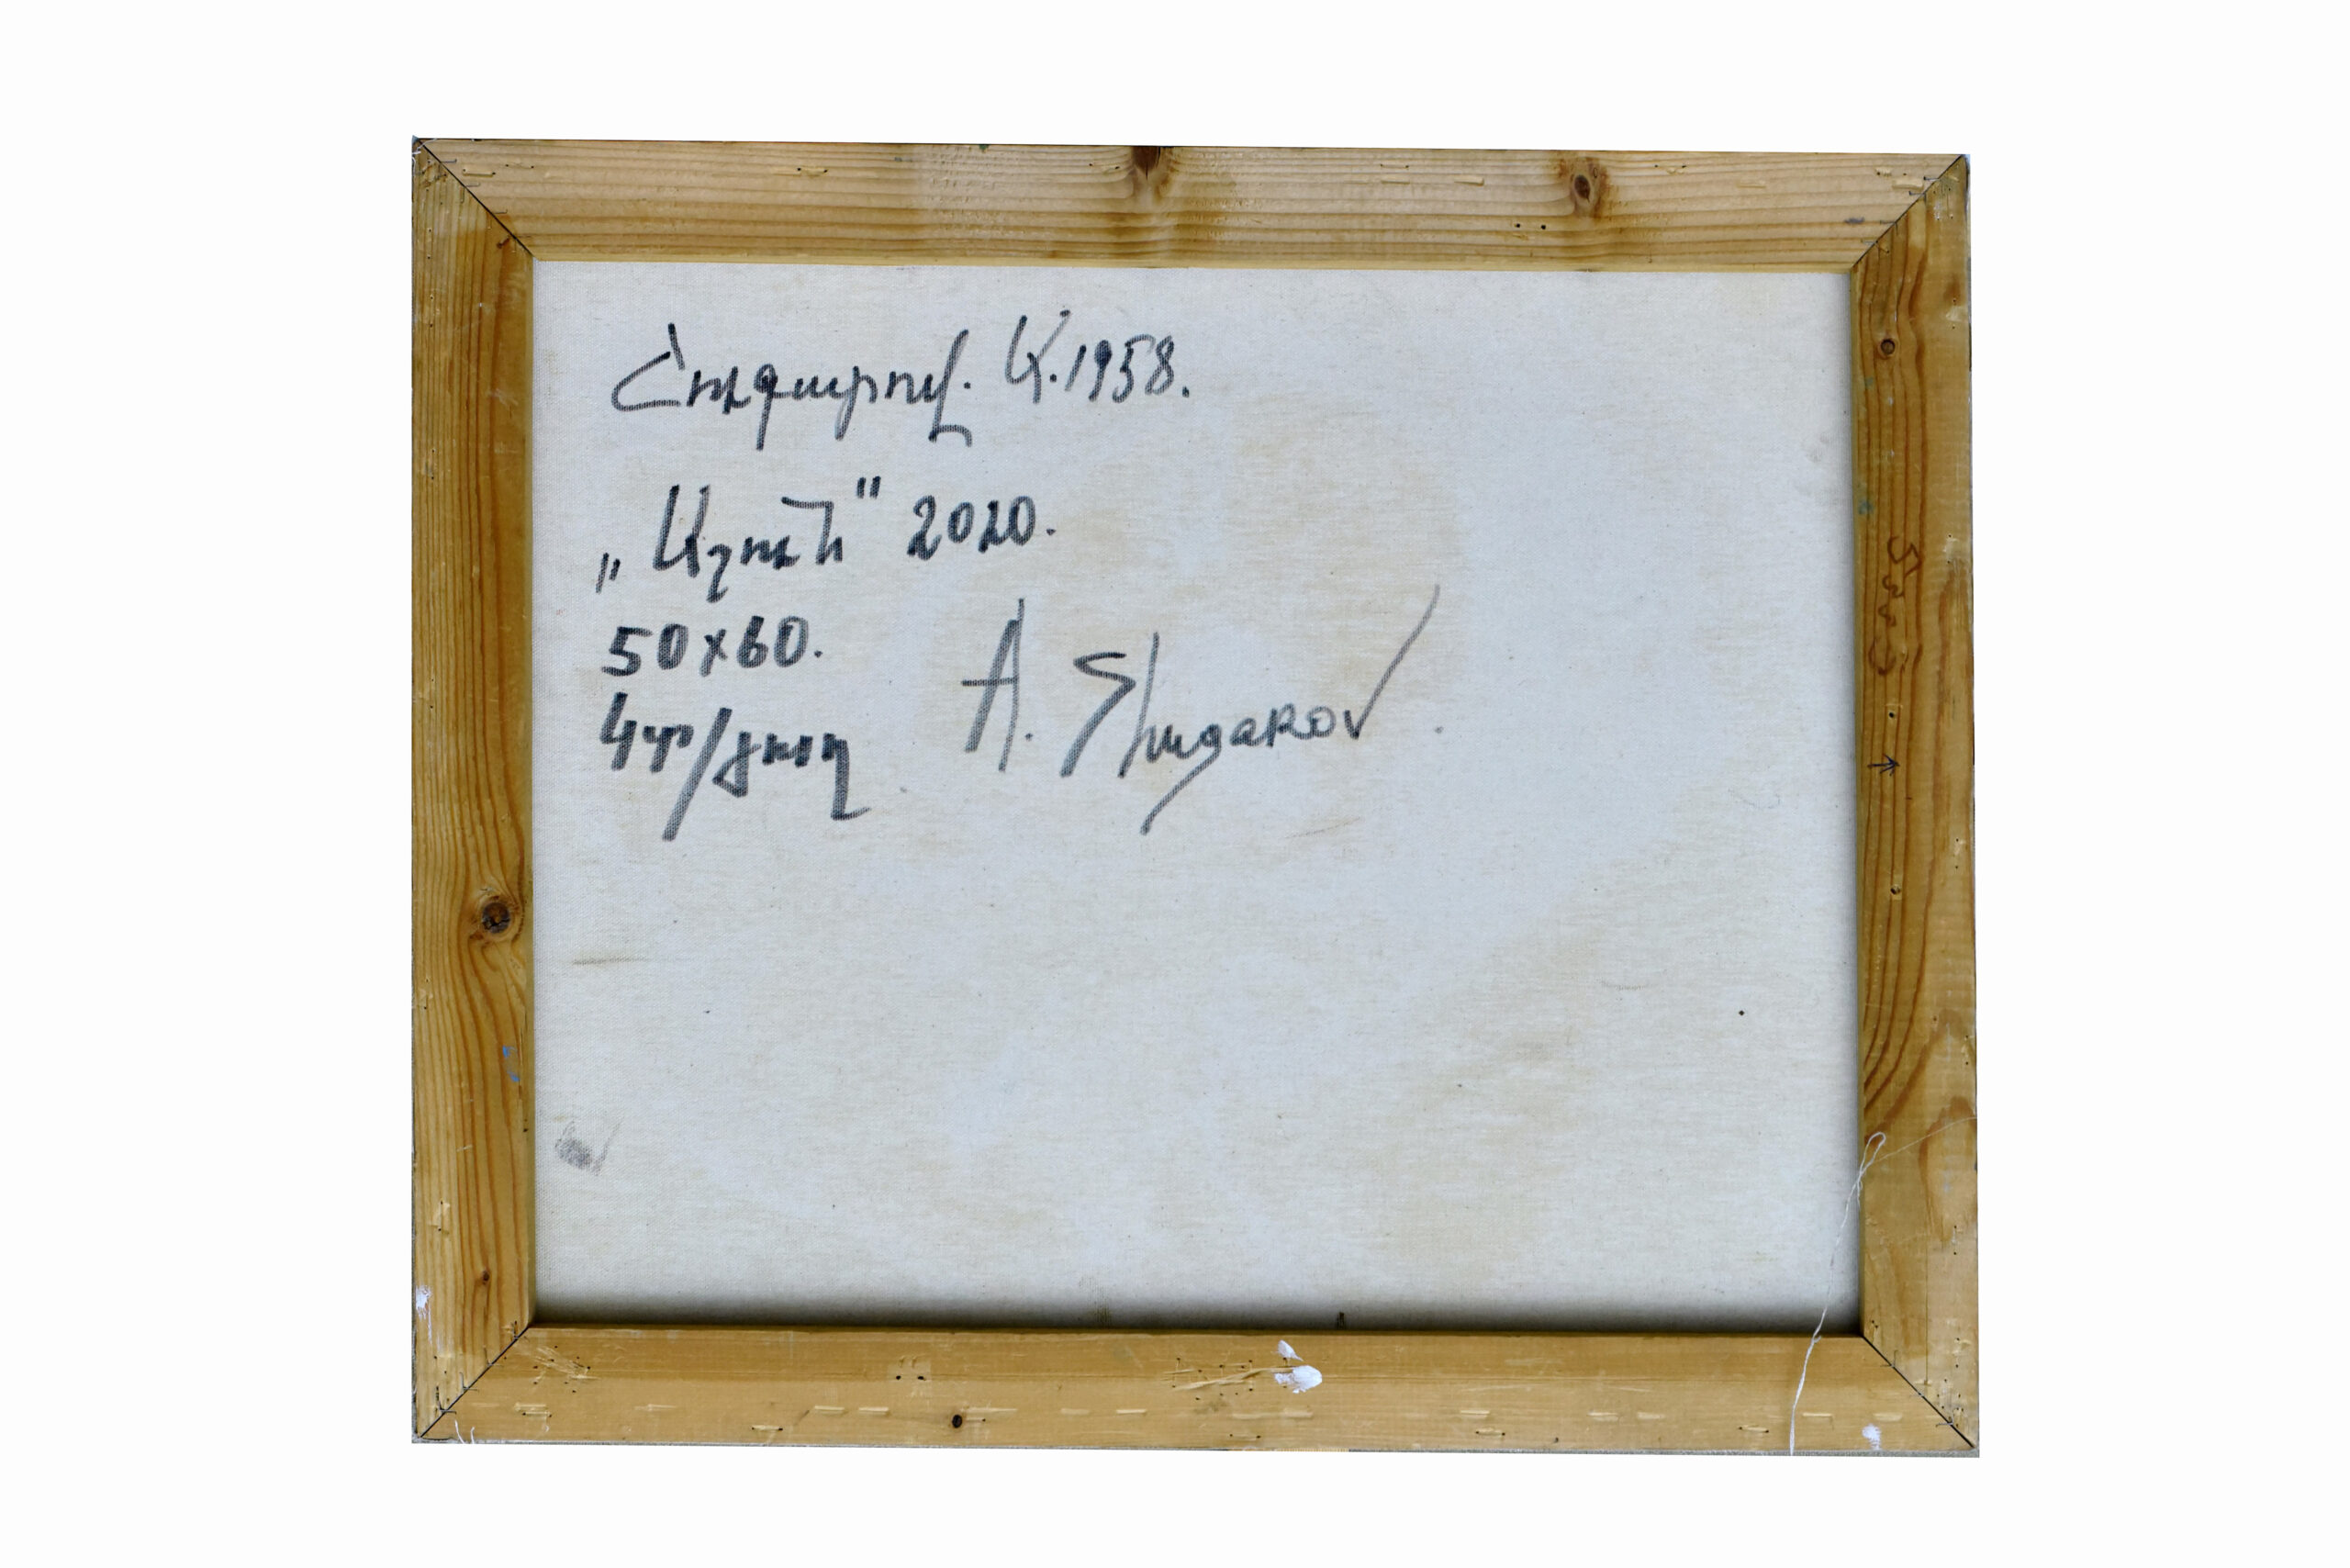 Շուգարով. Ա. 1958.
„Աշուն" 2020.
50x60.
կտ/յուղ
A. Shugarov.